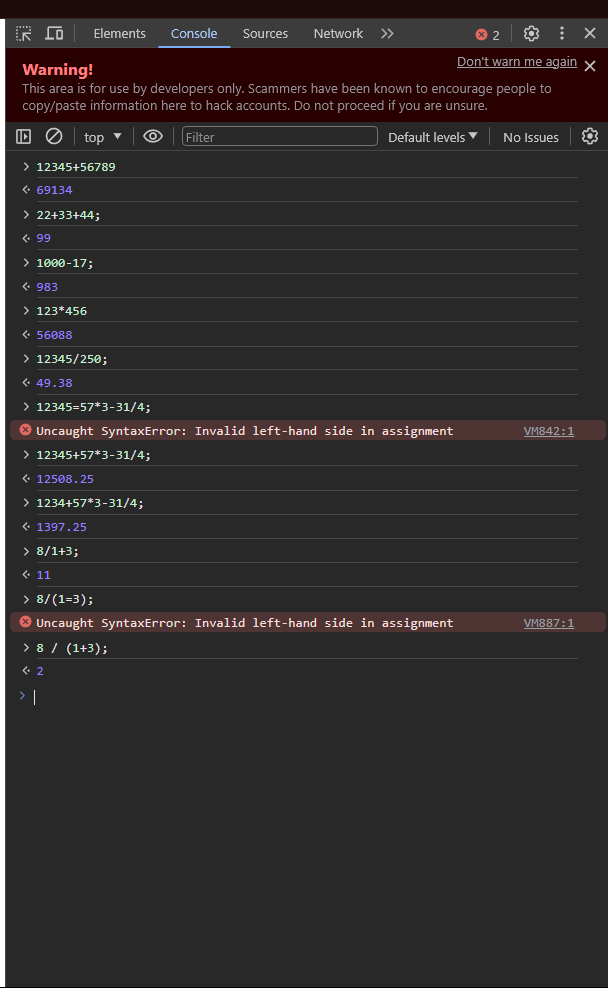 Elements Console Sources Network 2
Warning! Don't warn me again
This area is for use by developers only. Scammers have been known to encourage people to
copy/paste information here to hack accounts. Do not proceed if you are unsure.
top Filter Default levels No Issues
12345+56789
69134
22+33+44;
99
1000-17;
983
123*456
56088
12345/250;
49.38
12345=57*3-31/4;
Uncaught SyntaxError: Invalid left-hand side in assignment VM842:1
12345+57*3-31/4;
12508.25
1234+57*3-31/4;
1397.25
8/1+3;
11
8/(1=3);
Uncaught SyntaxError: Invalid left-hand side in assignment VM887:1
8 / (1+3);
2